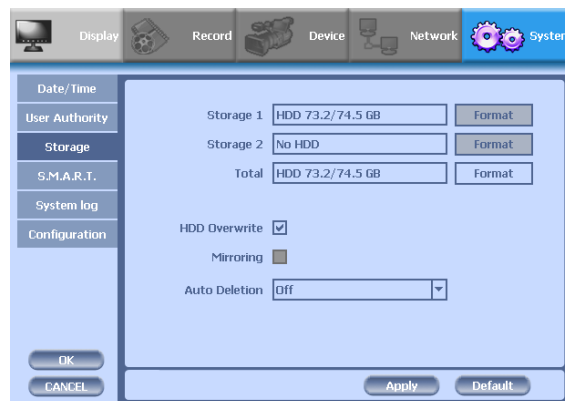 Display Record Device Network System
Date/Time
User Authority
Storage
S.M.A.R.T.
System log
Configuration
Storage 1 HDD 73.2/74.5 GB Format
Storage 2 No HDD Format
Total HDD 73.2/74.5 GB Format
HDD Overwrite
Mirroring
Auto Deletion Off
OK
CANCEL
Apply Default